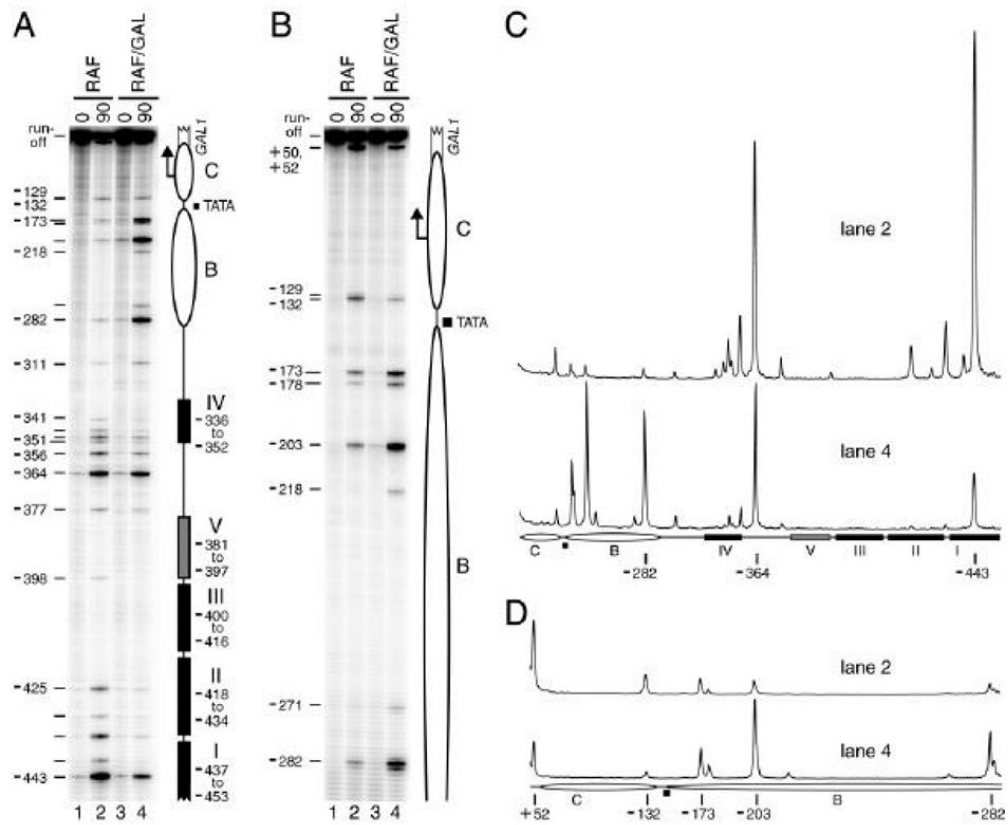 A
RAF
RAF/GAL
0 90 0 90
run-
off
GAL1
C
-129
-132
TATA
-173
-218
B
-282
-311
-341
-351
-356
-364
-377
-398
-425
-443
IV
-336
to
-352
V
-381
to
-397
III
-400
to
-416
II
-418
to
-434
I
-437
to
-453
1 2 3 4
B
RAF
RAF/GAL
0 90 0 90
run-
off
+50,
+52
GAL1
C
-129
-132
TATA
-173
-178
-203
-218
B
-271
-282
1 2 3 4
C
lane 2
lane 4
C B IV V III II I
-282 -364 -443
D
lane 2
lane 4
C B
+52 -132 -173 -203 -282